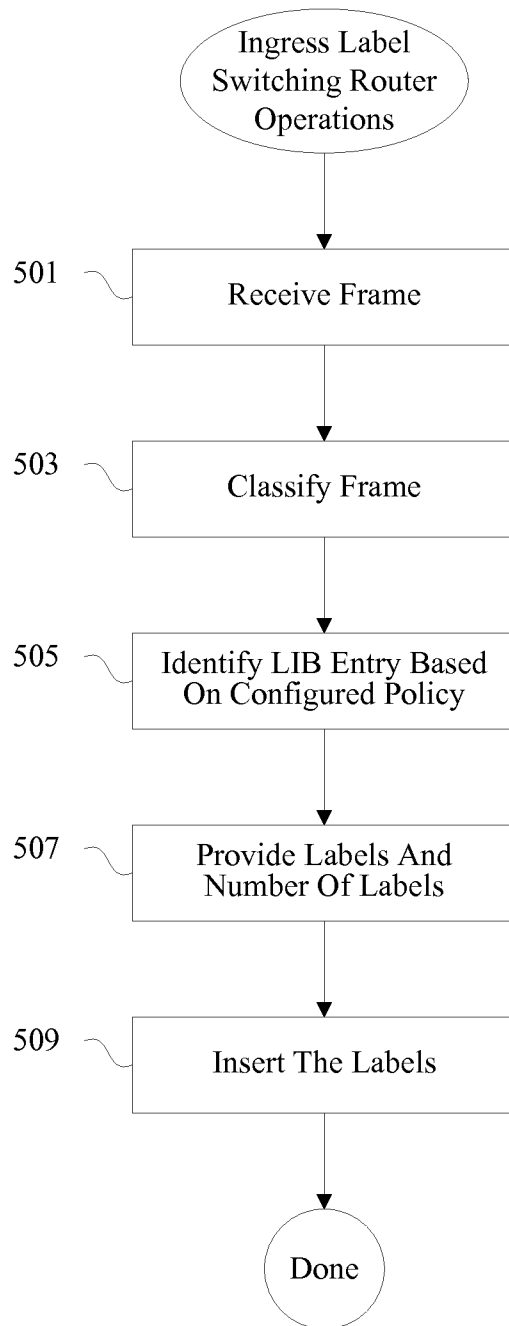 Ingress Label
Switching Router
Operations
501
Receive Frame
503
Classify Frame
505
Identify LIB Entry Based
On Configured Policy
507
Provide Labels And
Number Of Labels
509
Insert The Labels
Done